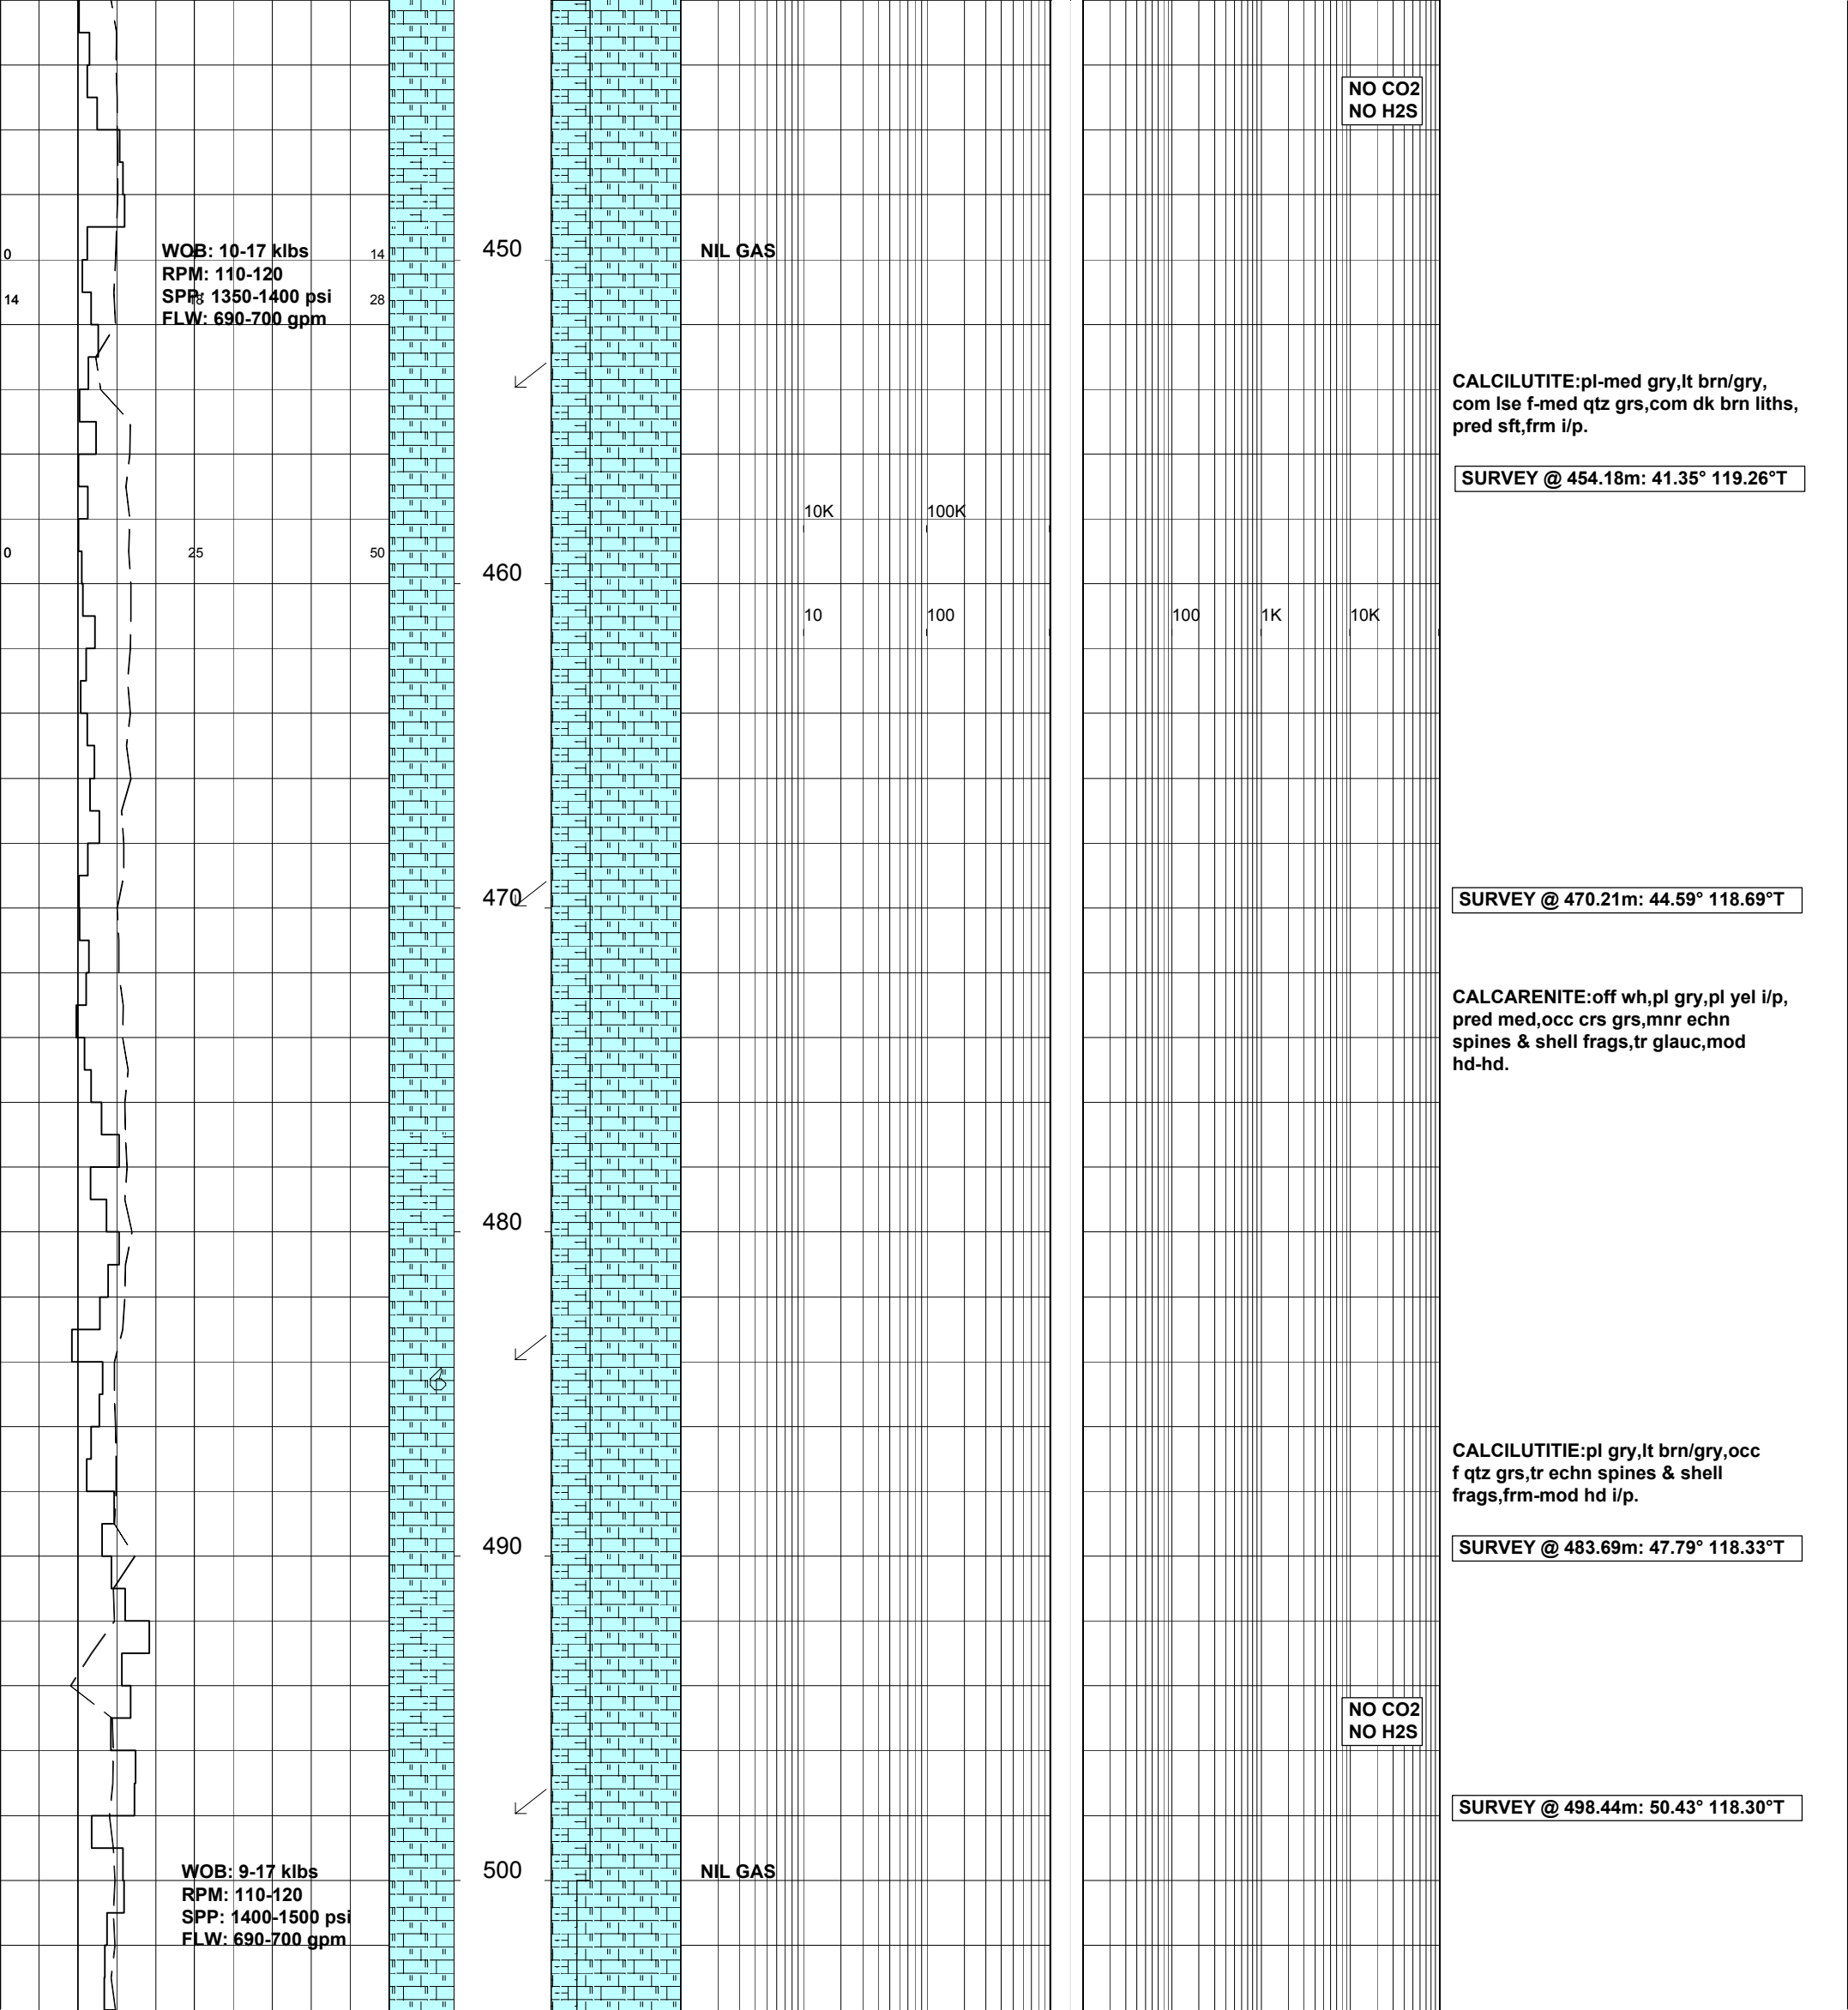 NO CO2
NO H2S
WOB: 10-17 klbs
RPM: 110-120
SPP: 1350-1400 psi
FLW: 690-700 gpm
0
14
14
18
28
450
NIL GAS
CALCILUTITE:pl-med gry,lt brn/gry,
com lse f-med qtz grs,com dk brn liths,
pred sft,frm i/p.
SURVEY @ 454.18m: 41.35° 119.26°T
10K
100K
0
25
50
460
10
100
100
1K
10K
470
SURVEY @ 470.21m: 44.59° 118.69°T
CALCARENITE:off wh,pl gry,pl yel i/p,
pred med,occ crs grs,mnr echn
spines & shell frags,tr glauc,mod
hd-hd.
480
CALCILUTITIE:pl gry,lt brn/gry,occ
f qtz grs,tr echn spines & shell
frags,frm-mod hd i/p.
490
SURVEY @ 483.69m: 47.79° 118.33°T
NO CO2
NO H2S
SURVEY @ 498.44m: 50.43° 118.30°T
WOB: 9-17 klbs
RPM: 110-120
SPP: 1400-1500 psi
FLW: 690-700 gpm
500
NIL GAS